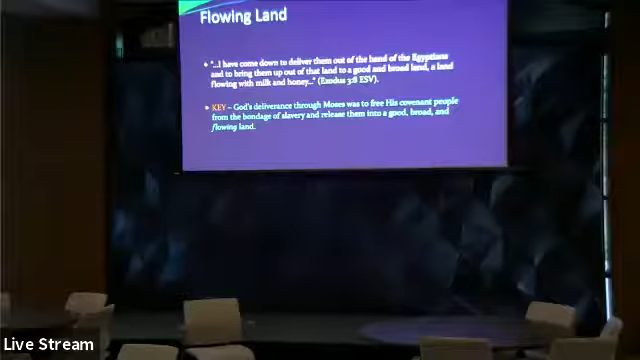 Flowing Land
• "...I have come down to deliver them out of the hand of the Egyptians
and to bring them up out of that land to a good and broad land, a land
flowing with milk and honey..." (Exodus 3:8 ESV).
• KEY – God's deliverance through Moses was to free His covenant people
from the bondage of slavery and release them into a good, broad, and
flowing land.
Live Stream